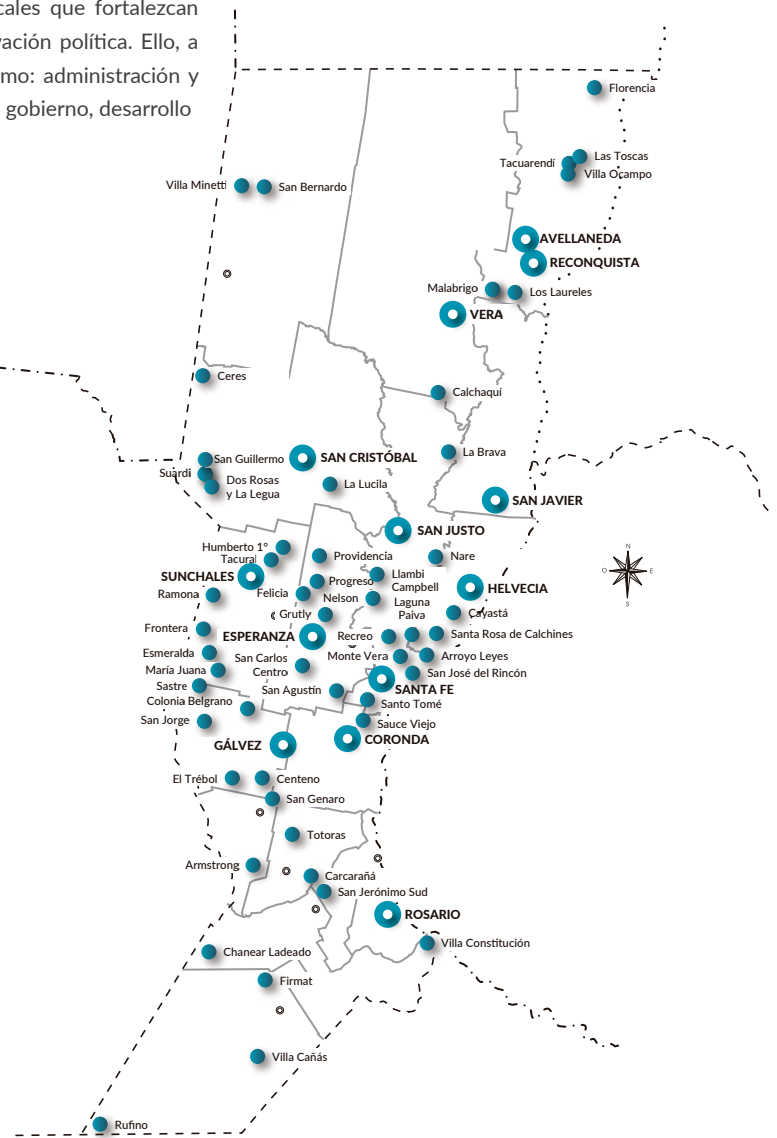 cales que fortalezcan
ación política. Ello, a
mo: administración y
gobierno, desarrollo
Florencia
Las Toscas
Tacuarendí
Villa Ocampo
Villa Minetti
San Bernardo
AVELLANEDA
RECONQUISTA
Malabrigo
Los Laureles
VERA
Ceres
Calchaquí
La Brava
San Guillermo
SAN CRISTÓBAL
Suardi
Dos Rosas
y La Legua
La Lucila
SAN JAVIER
SAN JUSTO
Humberto 1º
Tacural
Providencia
Nare
SUNCHALES
Progreso
Llambi
Campbell
HELVECIA
Ramona
Felicia
Nelson
Laguna
Paiva
Cayastá
Grutly
Frontera
ESPERANZA
Recreo
Santa Rosa de Calchines
Esmeralda
San Carlos
Centro
Monte Vera
Arroyo Leyes
María Juana
San José del Rincón
Sastre
San Agustín
SANTA FE
Colonia Belgrano
Santo Tomé
San Jorge
Sauce Viejo
GÁLVEZ
CORONDA
El Trébol
Centeno
San Genaro
Totoras
Armstrong
Carcarañá
San Jerónimo Sud
ROSARIO
Villa Constitución
Chanear Ladeado
Firmat
Villa Cañás
Rufino
N
O
E
S